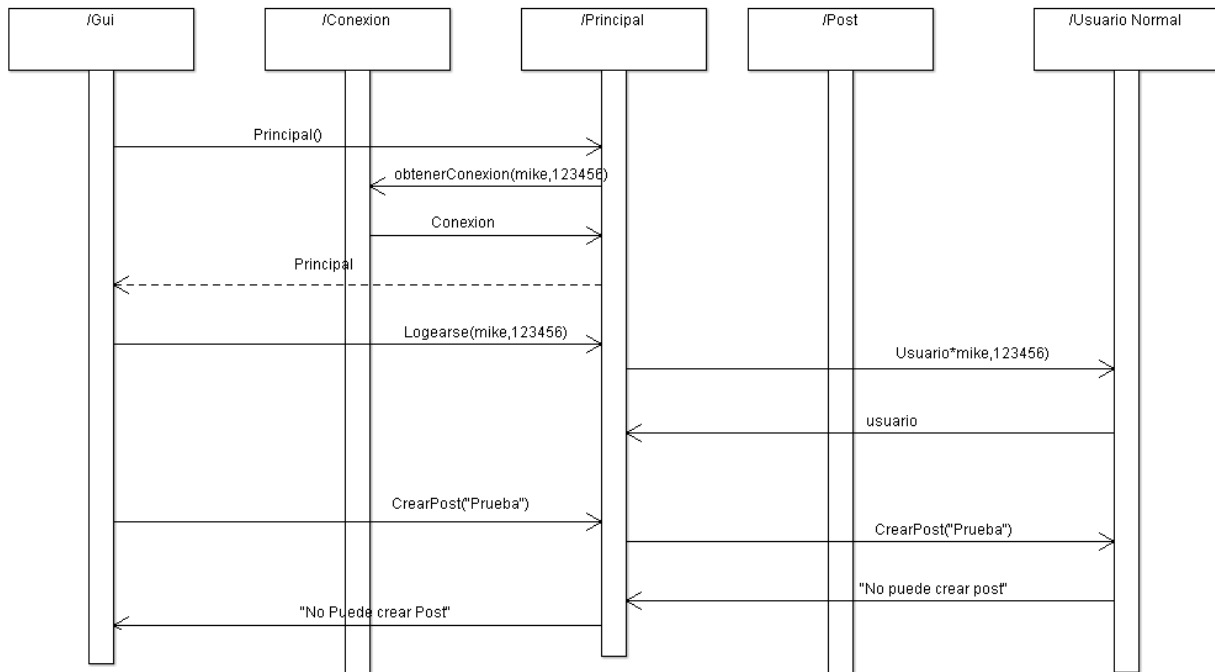 /Gui
/Conexion
/Principal
/Post
/Usuario Normal
Principal()
obtenerConexion(mike,123456)
Conexion
Principal
Logearse(mike,123456)
Usuario*mike,123456)
usuario
CrearPost("Prueba")
CrearPost("Prueba")
"No puede crear post"
"No Puede crear Post"